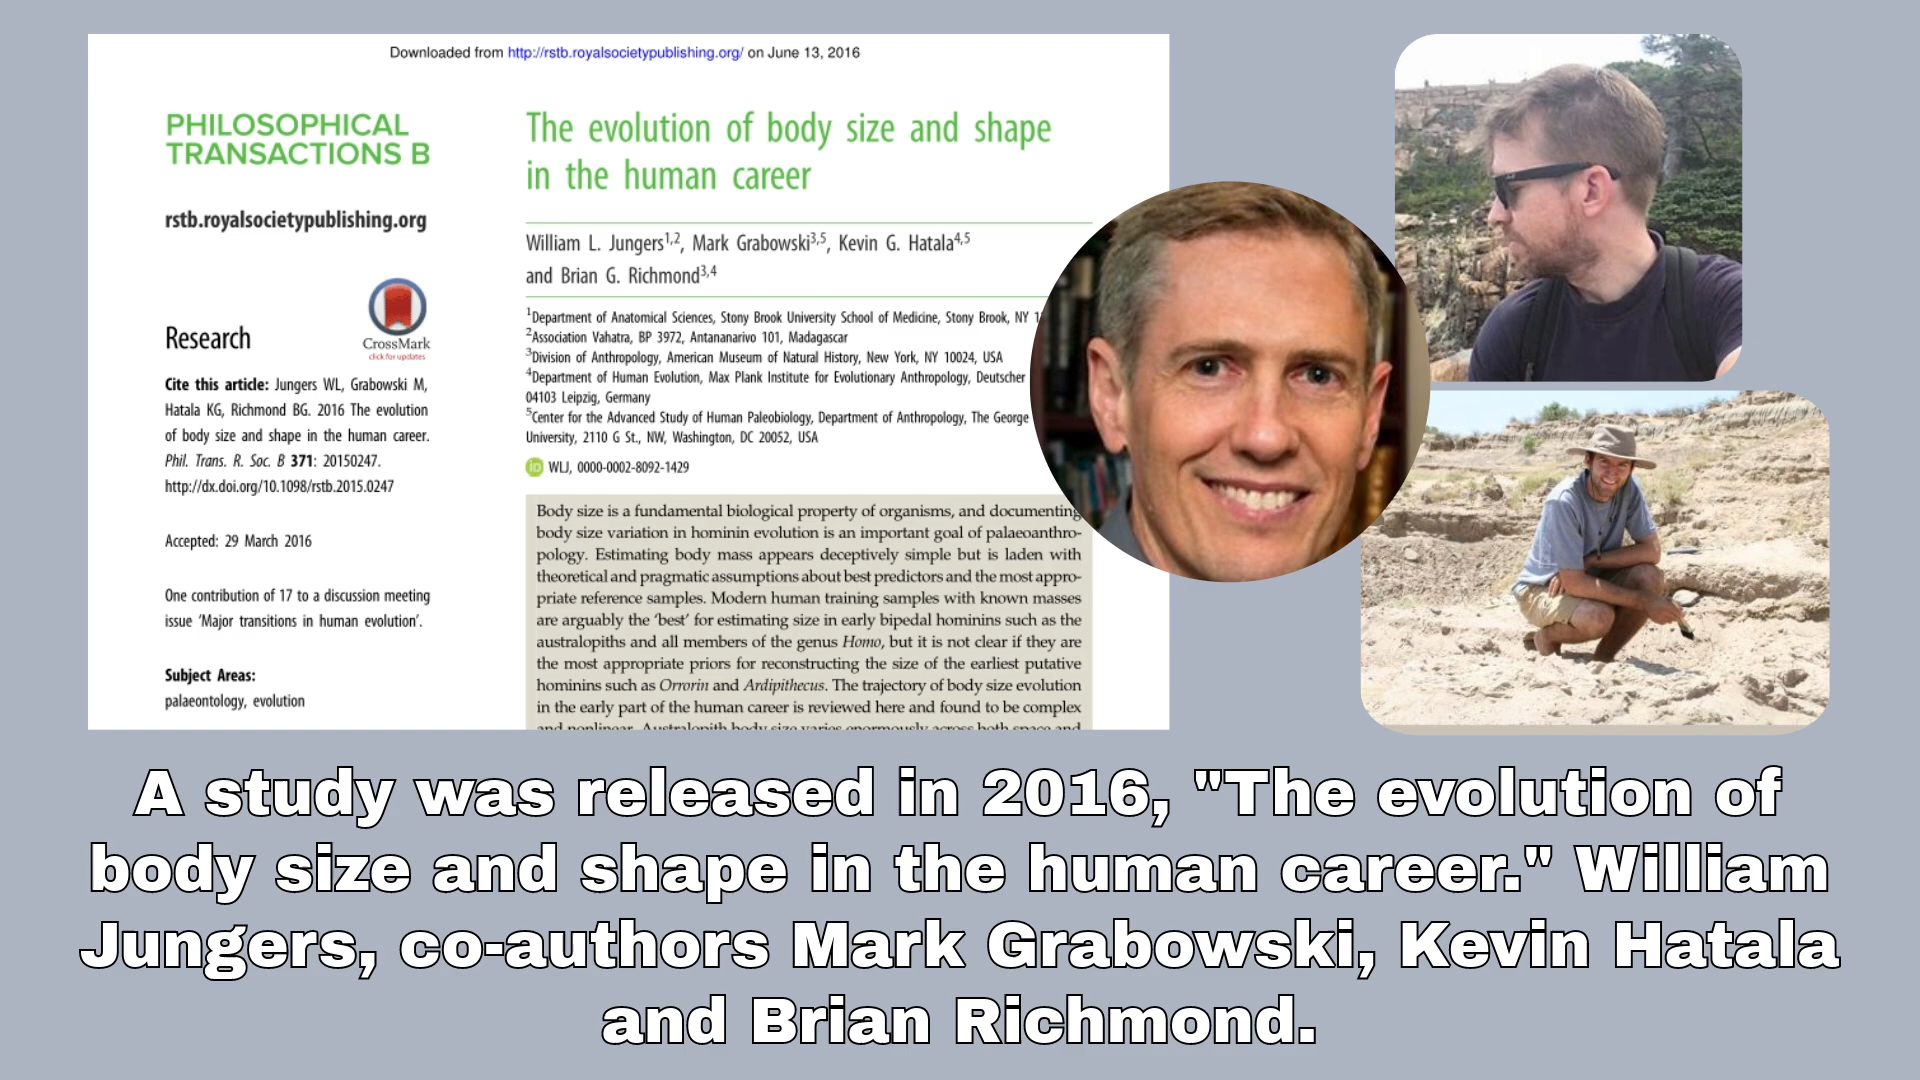 Downloaded from http://rstb.royalsocietypublishing.org/ on June 13, 2016
PHILOSOPHICAL
TRANSACTIONS B
rstb.royalsocietypublishing.org
Research
CrossMark
click for updates
Cite this article: Jungers WL, Grabowski M,
Hatala KG, Richmond BG. 2016 The evolution
of body size and shape in the human career.
Phil. Trans. R. Soc. B 371: 20150247.
http://dx.doi.org/10.1098/rstb.2015.0247
Accepted: 29 March 2016
One contribution of 17 to a discussion meeting
issue ‘Major transitions in human evolution’.
Subject Areas:
palaeontology, evolution
The evolution of body size and shape
in the human career
William L. Jungers1,2, Mark Grabowski3,5, Kevin G. Hatala4,5
and Brian G. Richmond3,4
1Department of Anatomical Sciences, Stony Brook University School of Medicine, Stony Brook, NY
2Association Vahatra, BP 3972, Antananarivo 101, Madagascar
3Division of Anthropology, American Museum of Natural History, New York, NY 10024, USA
4Department of Human Evolution, Max Plank Institute for Evolutionary Anthropology, Deutscher
04103 Leipzig, Germany
5Center for the Advanced Study of Human Paleobiology, Department of Anthropology, The George
University, 2110 G St., NW, Washington, DC 20052, USA
iD WLJ, 0000-0002-8092-1429
Body size is a fundamental biological property of organisms, and documenting
body size variation in hominin evolution is an important goal of palaeoanthro-
pology. Estimating body mass appears deceptively simple but is laden with
theoretical and pragmatic assumptions about best predictors and the most appro-
priate reference samples. Modern human training samples with known masses
are arguably the ‘best’ for estimating size in early bipedal hominins such as the
australopiths and all members of the genus Homo, but it is not clear if they are
the most appropriate priors for reconstructing the size of the earliest putative
hominins such as Orrorin and Ardipithecus. The trajectory of body size evolution
in the early part of the human career is reviewed here and found to be complex
and nonlinear. Australopith body size varies enormously across both space and
A study was released in 2016, "The evolution of
body size and shape in the human career." William
Jungers, co-authors Mark Grabowski, Kevin Hatala
and Brian Richmond.